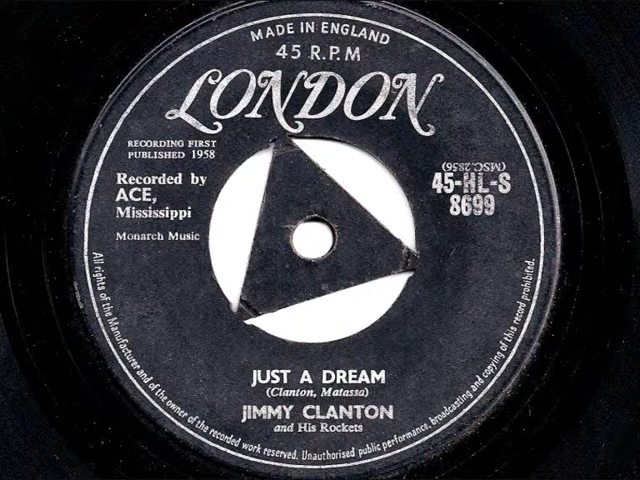 MADE IN ENGLAND
45 R.P.M
LONDON
RECORDING FIRST
PUBLISHED 1958
Recorded by
ACE,
Mississippi
Monarch Music
(MSC.2856)
45-HL-S
8699
JUST A DREAM
(Clanton, Matassa)
JIMMY CLANTON
and His Rockets
All rights of the Manufacturer and of the owner of the recorded work reserved. Unauthorised public performance, broadcasting and copying of this record prohibited.